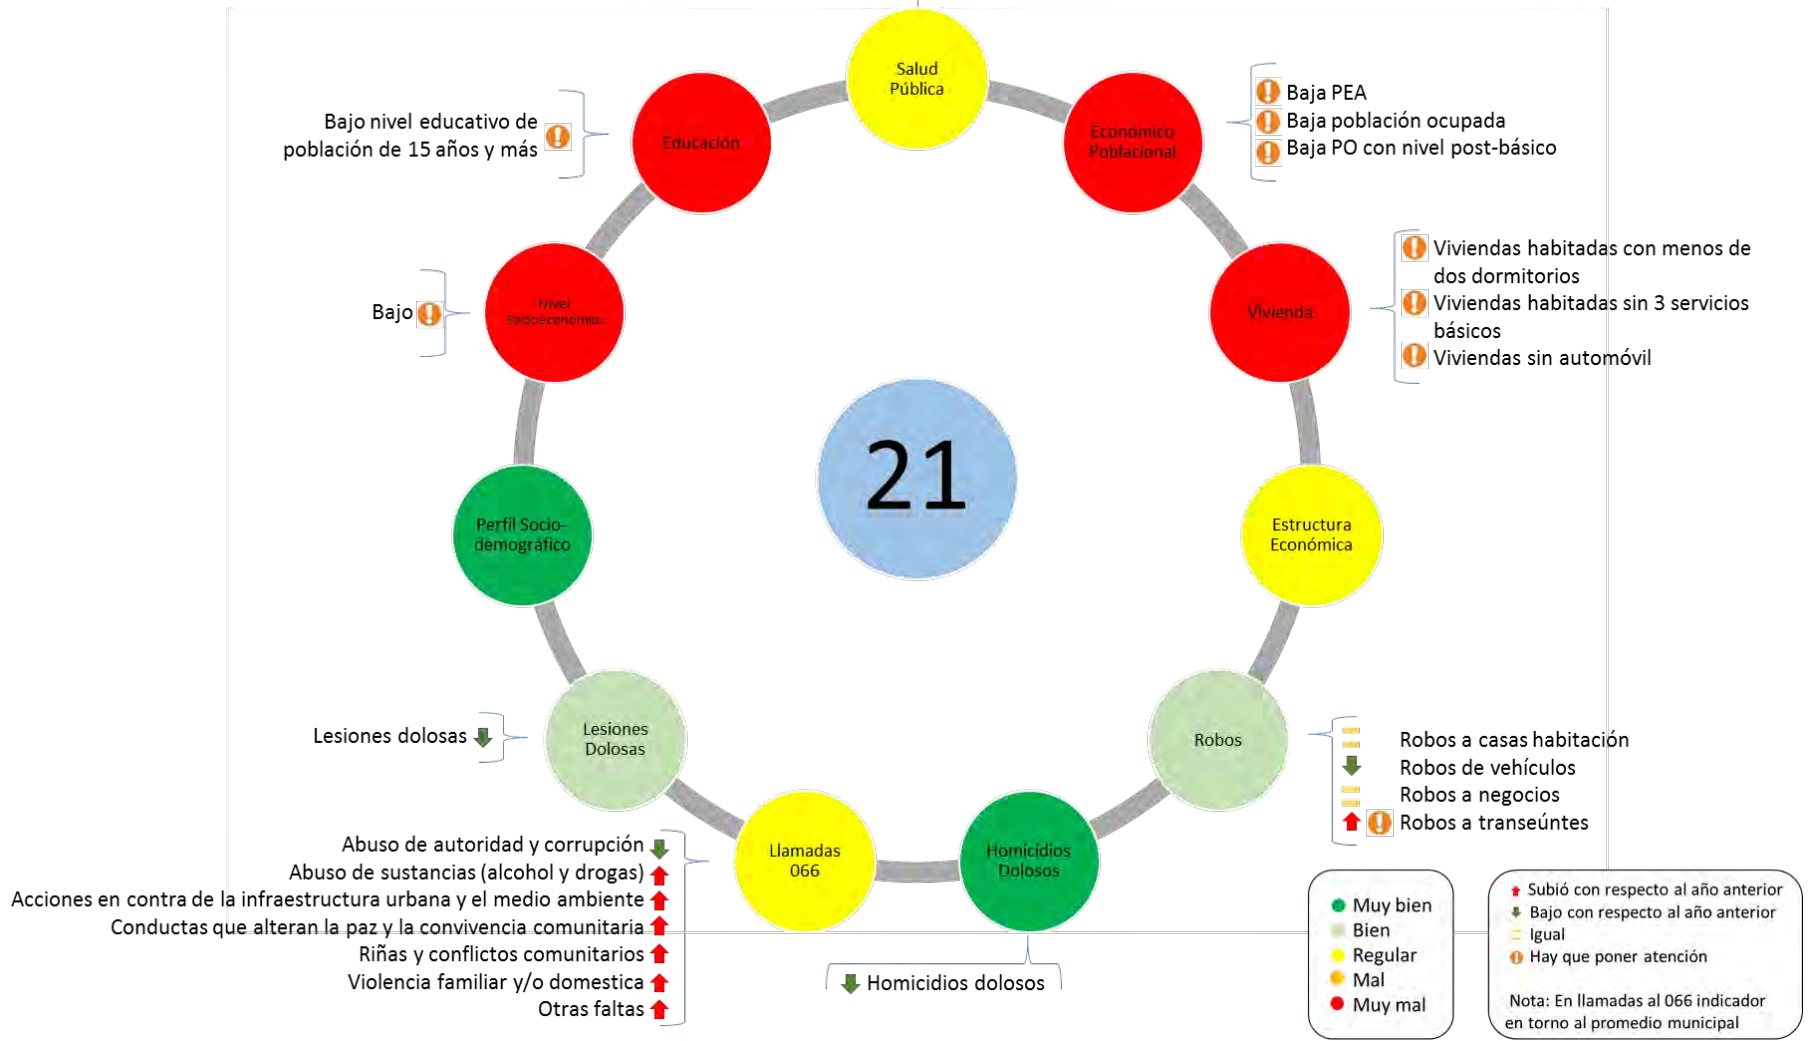 Salud
Pública
Económico
Poblacional
Baja PEA
Baja población ocupada
Baja PO con nivel post-básico
Vivienda
Viviendas habitadas con menos de
dos dormitorios
Viviendas habitadas sin 3 servicios
básicos
Viviendas sin automóvil
Estructura
Económica
Robos
Robos a casas habitación
Robos de vehículos
Robos a negocios
Robos a transeúntes
Homicidios
Dolosos
Homicidios dolosos
Llamadas
066
Abuso de autoridad y corrupción
Abuso de sustancias (alcohol y drogas)
Acciones en contra de la infraestructura urbana y el medio ambiente
Conductas que alteran la paz y la convivencia comunitaria
Riñas y conflictos comunitarios
Violencia familiar y/o domestica
Otras faltas
Lesiones
Dolosas
Lesiones dolosas
Perfil Socio-
demográfico
Nivel
Socioeconómico
Bajo
Educación
Bajo nivel educativo de
población de 15 años y más
21
Muy bien
Bien
Regular
Mal
Muy mal
Subió con respecto al año anterior
Bajo con respecto al año anterior
Igual
Hay que poner atención
Nota: En llamadas al 066 indicador
en torno al promedio municipal